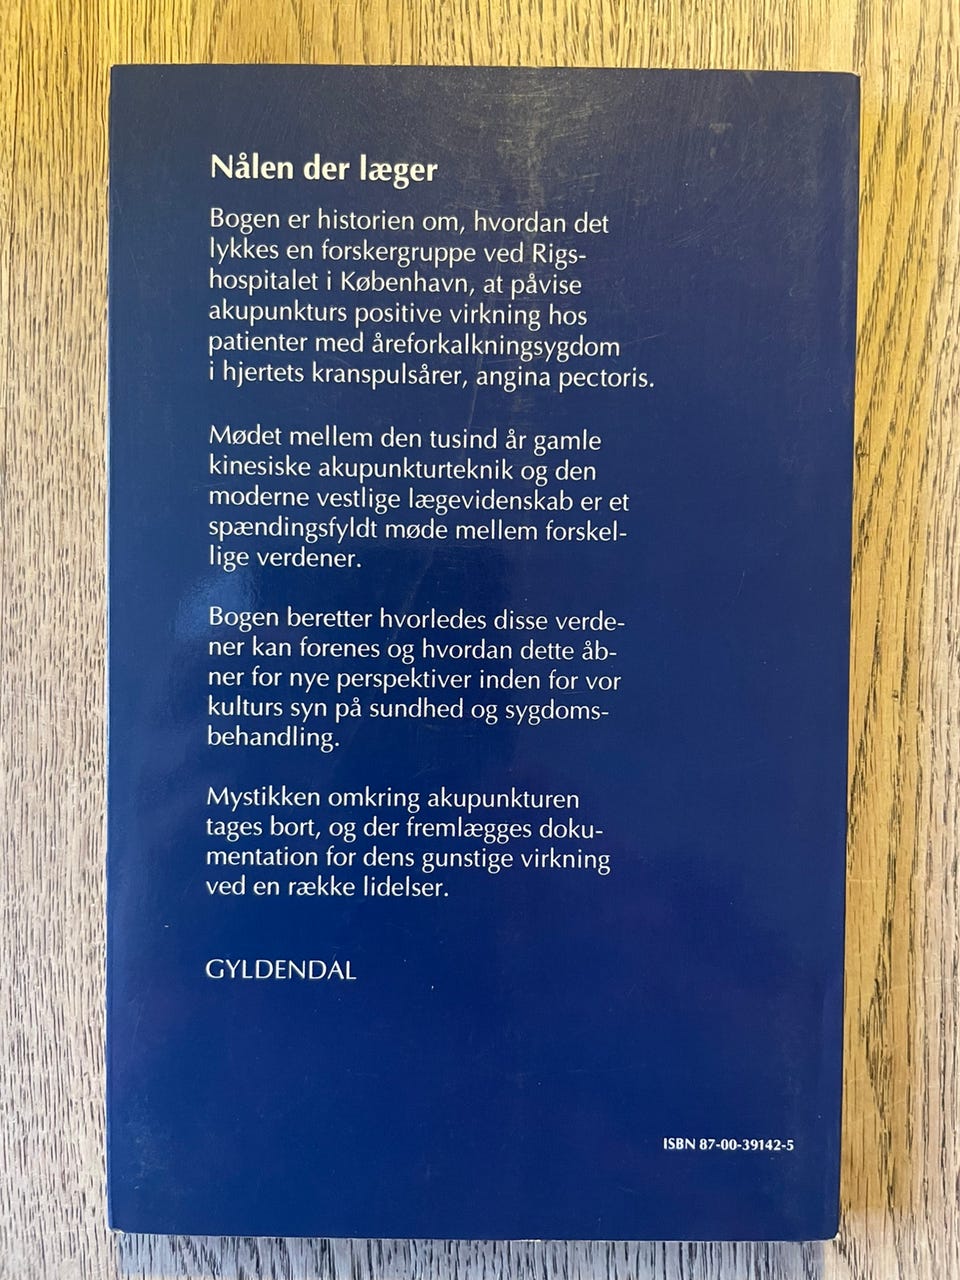 Nålen der læger
Bogen er historien om, hvordan det
lykkes en forskergruppe ved Rigs-
hospitalet i København, at påvise
akupunkturs positive virkning hos
patienter med åreforkalkningsygdom
i hjertets kranspulsårer, angina pectoris.
Mødet mellem den tusind år gamle
kinesiske akupunkturteknik og den
moderne vestlige lægevidenskab er et
spændingsfyldt møde mellem forskel-
lige verdener.
Bogen beretter hvorledes disse verde-
ner kan forenes og hvordan dette åb-
ner for nye perspektiver inden for vor
kulturs syn på sundhed og sygdoms-
behandling.
Mystikken omkring akupunkturen
tages bort, og der fremlægges doku-
mentation for dens gunstige virkning
ved en række lidelser.
GYLDENDAL
ISBN 87-00-39142-5